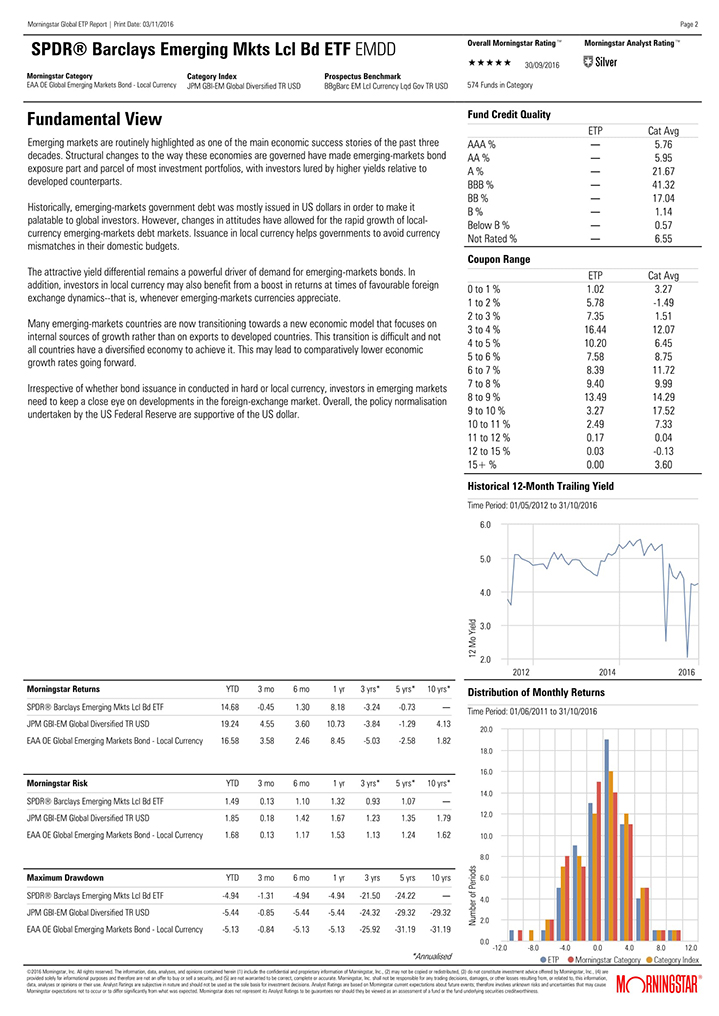 Morningstar Global ETP Report | Print Date: 03/11/2016
Page 2
SPDR® Barclays Emerging Mkts Lcl Bd ETF EMDD
Overall Morningstar Rating™
Morningstar Analyst Rating™
★★★★★ 30/09/2016
Silver
Morningstar Category
Category Index
Prospectus Benchmark
EAA OE Global Emerging Markets Bond - Local Currency
JPM GBI-EM Global Diversified TR USD
BBgBarc EM Lcl Currency Lqd Gov TR USD
574 Funds in Category
Fundamental View
Emerging markets are routinely highlighted as one of the main economic success stories of the past three
decades. Structural changes to the way these economies are governed have made emerging-markets bond
exposure part and parcel of most investment portfolios, with investors lured by higher yields relative to
developed counterparts.
Historically, emerging-markets government debt was mostly issued in US dollars in order to make it
palatable to global investors. However, changes in attitudes have allowed for the rapid growth of local-
currency emerging-markets debt markets. Issuance in local currency helps governments to avoid currency
mismatches in their domestic budgets.
The attractive yield differential remains a powerful driver of demand for emerging-markets bonds. In
addition, investors in local currency may also benefit from a boost in returns at times of favourable foreign
exchange dynamics--that is, whenever emerging-markets currencies appreciate.
Many emerging-markets countries are now transitioning towards a new economic model that focuses on
internal sources of growth rather than on exports to developed countries. This transition is difficult and not
all countries have a diversified economy to achieve it. This may lead to comparatively lower economic
growth rates going forward.
Irrespective of whether bond issuance in conducted in hard or local currency, investors in emerging markets
need to keep a close eye on developments in the foreign-exchange market. Overall, the policy normalisation
undertaken by the US Federal Reserve are supportive of the US dollar.
Fund Credit Quality
ETP Cat Avg
AAA % — 5.76
AA % — 5.95
A % — 21.67
BBB % — 41.32
BB % — 17.04
B % — 1.14
Below B % — 0.57
Not Rated % — 6.55
Coupon Range
ETP Cat Avg
0 to 1 % 1.02 3.27
1 to 2 % 5.78 -1.49
2 to 3 % 7.35 1.51
3 to 4 % 16.44 12.07
4 to 5 % 10.20 6.45
5 to 6 % 7.58 8.75
6 to 7 % 8.39 11.72
7 to 8 % 9.40 9.99
8 to 9 % 13.49 14.29
9 to 10 % 3.27 17.52
10 to 11 % 2.49 7.33
11 to 12 % 0.17 0.04
12 to 15 % 0.03 -0.13
15+ % 0.00 3.60
Historical 12-Month Trailing Yield
Time Period: 01/05/2012 to 31/10/2016
6.0
5.0
4.0
3.0
2.0
12 Mo Yield
2012 2014 2016
Morningstar Returns YTD 3 mo 6 mo 1 yr 3 yrs* 5 yrs* 10 yrs*
SPDR® Barclays Emerging Mkts Lcl Bd ETF 14.68 -0.45 1.30 8.18 -3.24 -0.73 —
JPM GBI-EM Global Diversified TR USD 19.24 4.55 3.60 10.73 -3.84 -1.29 4.13
EAA OE Global Emerging Markets Bond - Local Currency 16.58 3.58 2.46 8.45 -5.03 -2.58 1.82
Morningstar Risk YTD 3 mo 6 mo 1 yr 3 yrs* 5 yrs* 10 yrs*
SPDR® Barclays Emerging Mkts Lcl Bd ETF 1.49 0.13 1.10 1.32 0.93 1.07 —
JPM GBI-EM Global Diversified TR USD 1.85 0.18 1.42 1.67 1.23 1.35 1.79
EAA OE Global Emerging Markets Bond - Local Currency 1.68 0.13 1.17 1.53 1.13 1.24 1.62
Maximum Drawdown YTD 3 mo 6 mo 1 yr 3 yrs 5 yrs 10 yrs
SPDR® Barclays Emerging Mkts Lcl Bd ETF -4.94 -1.31 -4.94 -4.94 -21.50 -24.22 —
JPM GBI-EM Global Diversified TR USD -5.44 -0.85 -5.44 -5.44 -24.32 -29.32 -29.32
EAA OE Global Emerging Markets Bond - Local Currency -5.13 -0.84 -5.13 -5.13 -25.92 -31.19 -31.19
*Annualised
Distribution of Monthly Returns
Time Period: 01/06/2011 to 31/10/2016
20.0
18.0
16.0
14.0
12.0
10.0
8.0
6.0
4.0
2.0
0.0
Number of Periods
-12.0 -8.0 -4.0 0.0 4.0 8.0 12.0
ETP Morningstar Category Category Index
©2016 Morningstar, Inc. All rights reserved. The information, data, analyses, and opinions contained herein (1) include the confidential and proprietary information of Morningstar, Inc., (2) may not be copied or redistributed, (3) do not constitute investment advice offered by Morningstar, Inc., (4) are
provided solely for informational purposes and therefore are not an offer to buy or sell a security, and (5) are not warranted to be correct, complete or accurate. Morningstar, Inc. shall not be responsible for any trading decisions, damages, or other losses resulting from, or related to, this information,
data, analyses or opinions or their use. Analyst Ratings are subjective in nature and should not be used as the sole basis for investment decisions. Analyst Ratings are based on Morningstar current expectations about future events; therefore involves unknown risks and uncertainties that may cause
Morningstar expectations not to occur or to differ significantly from what was expected. Morningstar does not represent its Analyst Ratings to be guarantees nor should they be viewed as an assessment of a fund or the fund underlying securities creditworthiness.
MORNINGSTAR®